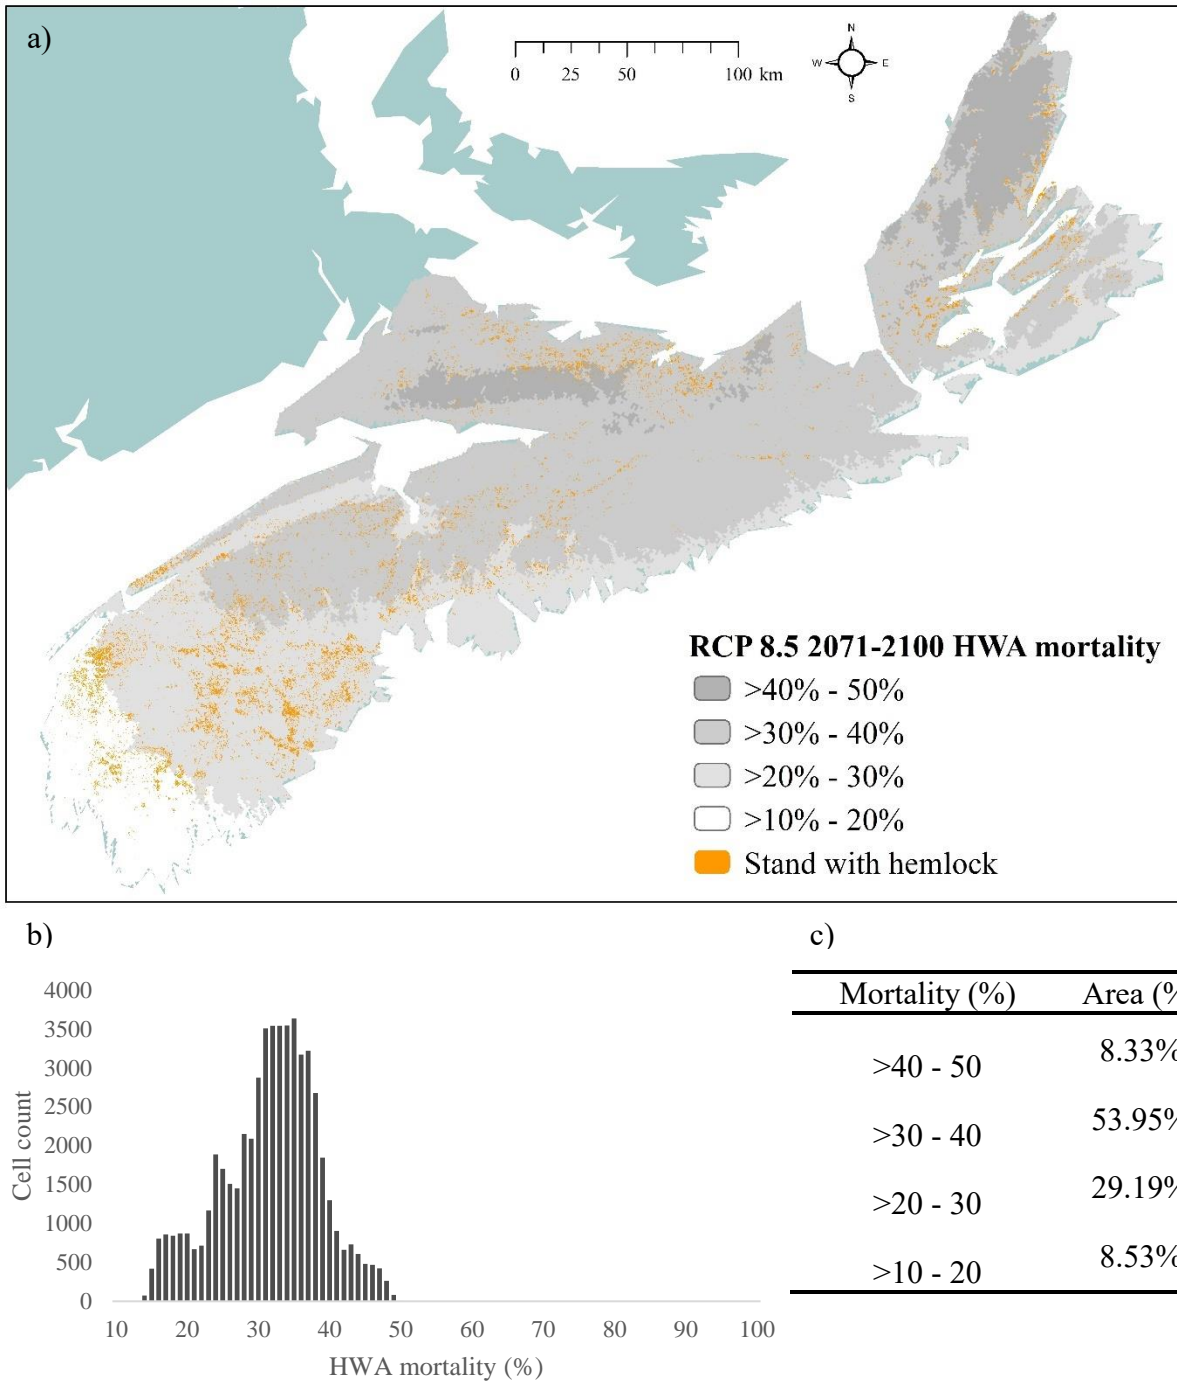 a)
N
W E
S
0 25 50 100 km
RCP 8.5 2071-2100 HWA mortality
>40% - 50%
>30% - 40%
>20% - 30%
>10% - 20%
Stand with hemlock
b)
4000
3500
3000
2500
2000
1500
1000
500
0
Cell count
10 20 30 40 50 60 70 80 90 100
HWA mortality (%)
c)
Mortality (%) Area (%
>40 - 50 8.33%
>30 - 40 53.95%
>20 - 30 29.19%
>10 - 20 8.53%